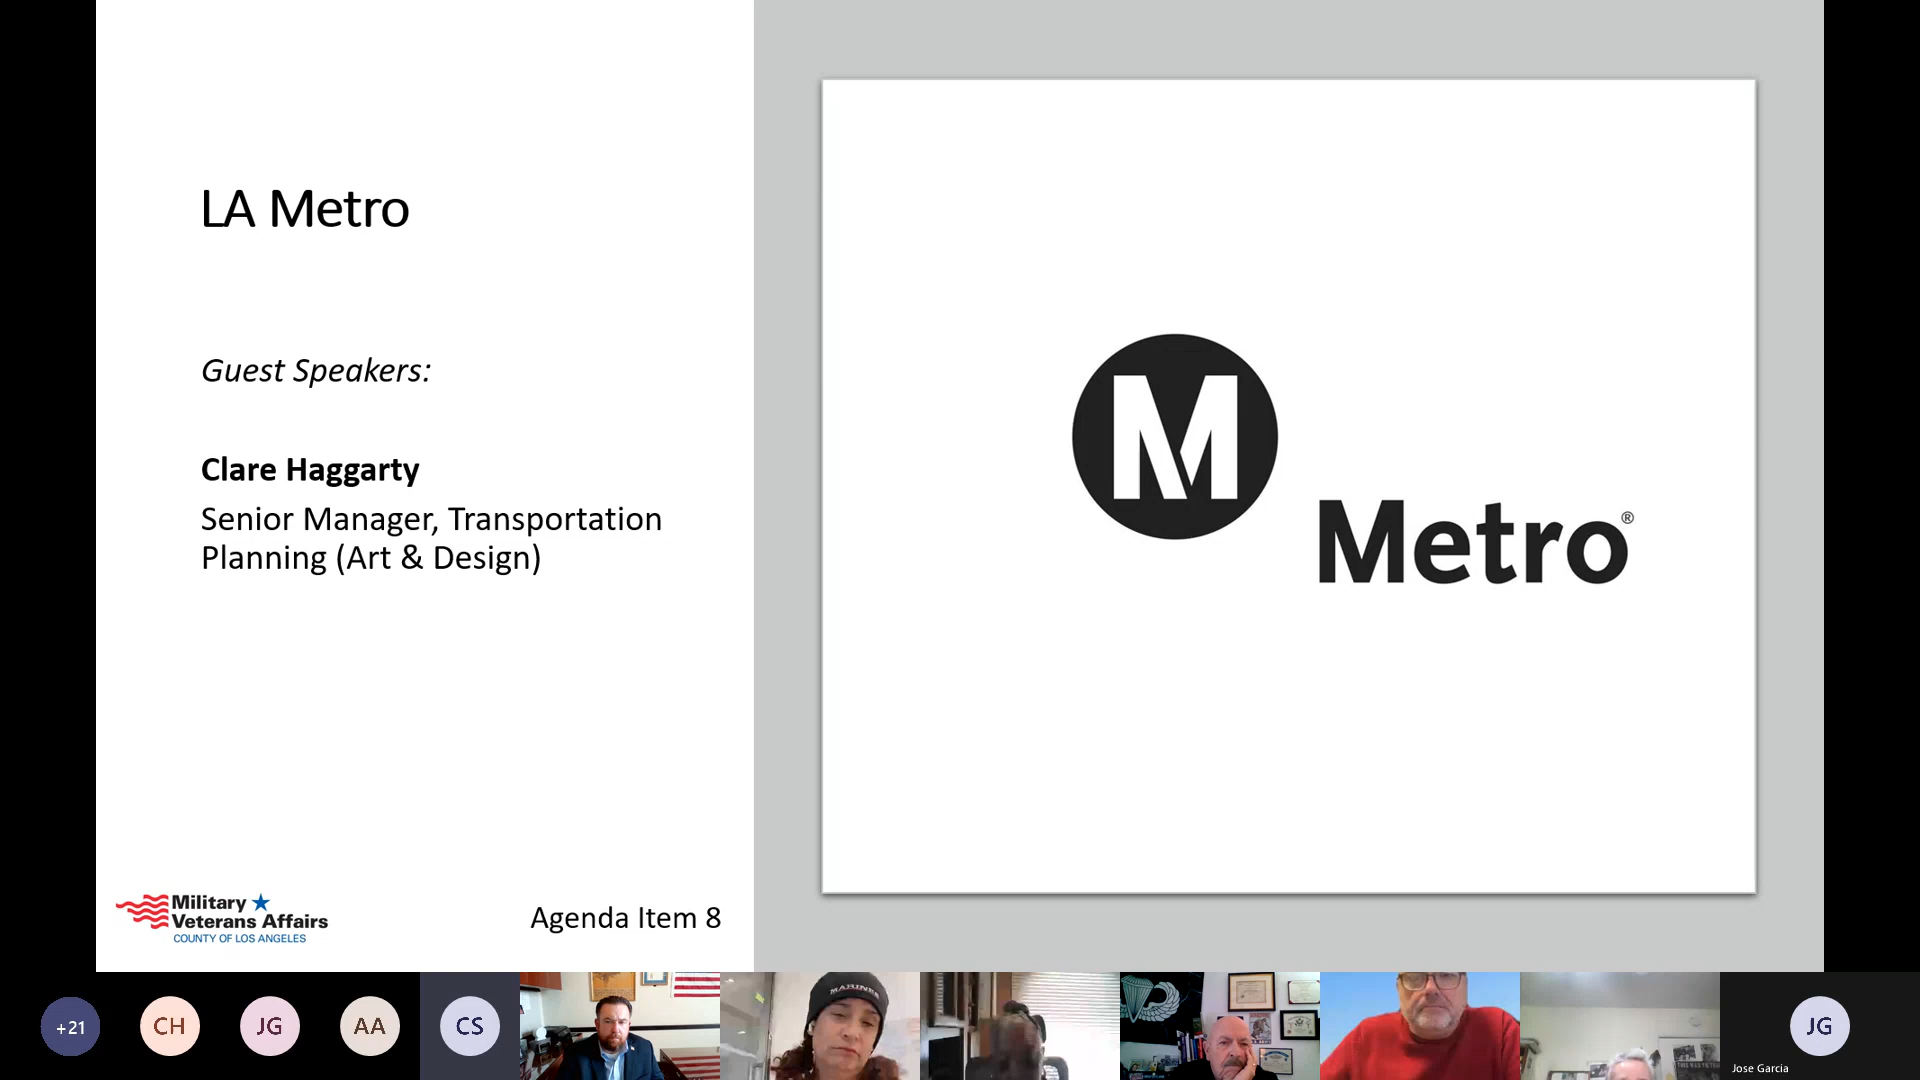 LA Metro
Guest Speakers:
Clare Haggarty
Senior Manager, Transportation
Planning (Art & Design)
M
Metro®
Military
Veterans Affairs
COUNTY OF LOS ANGELES
Agenda Item 8
+21
CH
JG
AA
CS
MARINES
JG
Jose Garcia